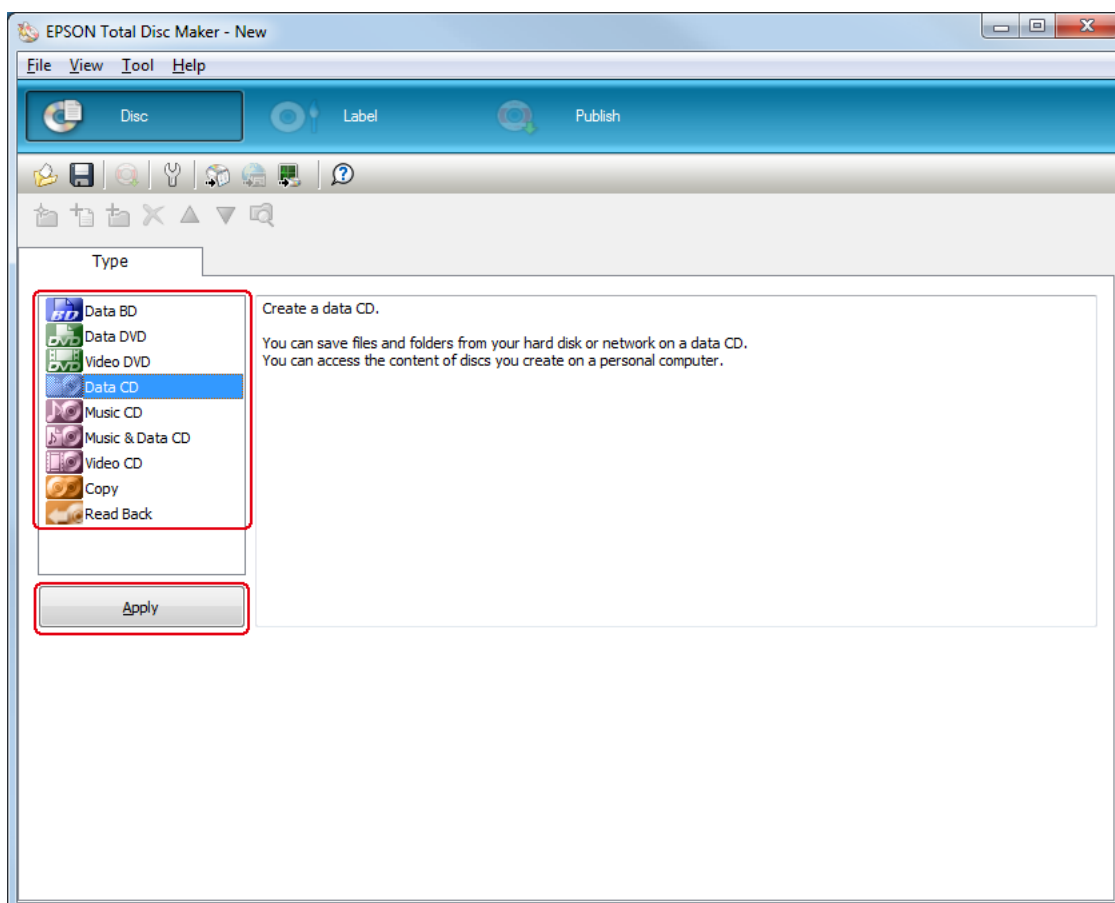 EPSON Total Disc Maker - New
File View Tool Help
Disc Label Publish
Type
Data BD
Data DVD
Video DVD
Data CD
Music CD
Music & Data CD
Video CD
Copy
Read Back
Create a data CD.
You can save files and folders from your hard disk or network on a data CD.
You can access the content of discs you create on a personal computer.
Apply